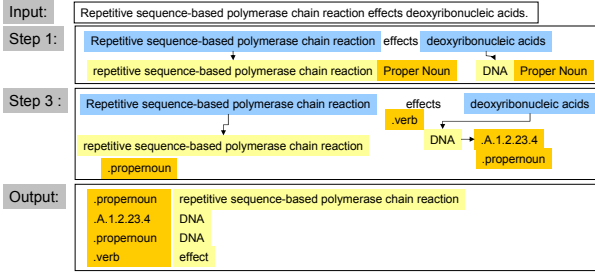 Input: Repetitive sequence-based polymerase chain reaction effects deoxyribonucleic acids.
Step 1: Repetitive sequence-based polymerase chain reaction effects deoxyribonucleic acids
repetitive sequence-based polymerase chain reaction Proper Noun DNA Proper Noun
Step 3 : Repetitive sequence-based polymerase chain reaction effects deoxyribonucleic acids
.verb
DNA .A.1.2.23.4
repetitive sequence-based polymerase chain reaction
.propernoun
.propernoun
Output: .propernoun repetitive sequence-based polymerase chain reaction
.A.1.2.23.4 DNA
.propernoun DNA
.verb effect